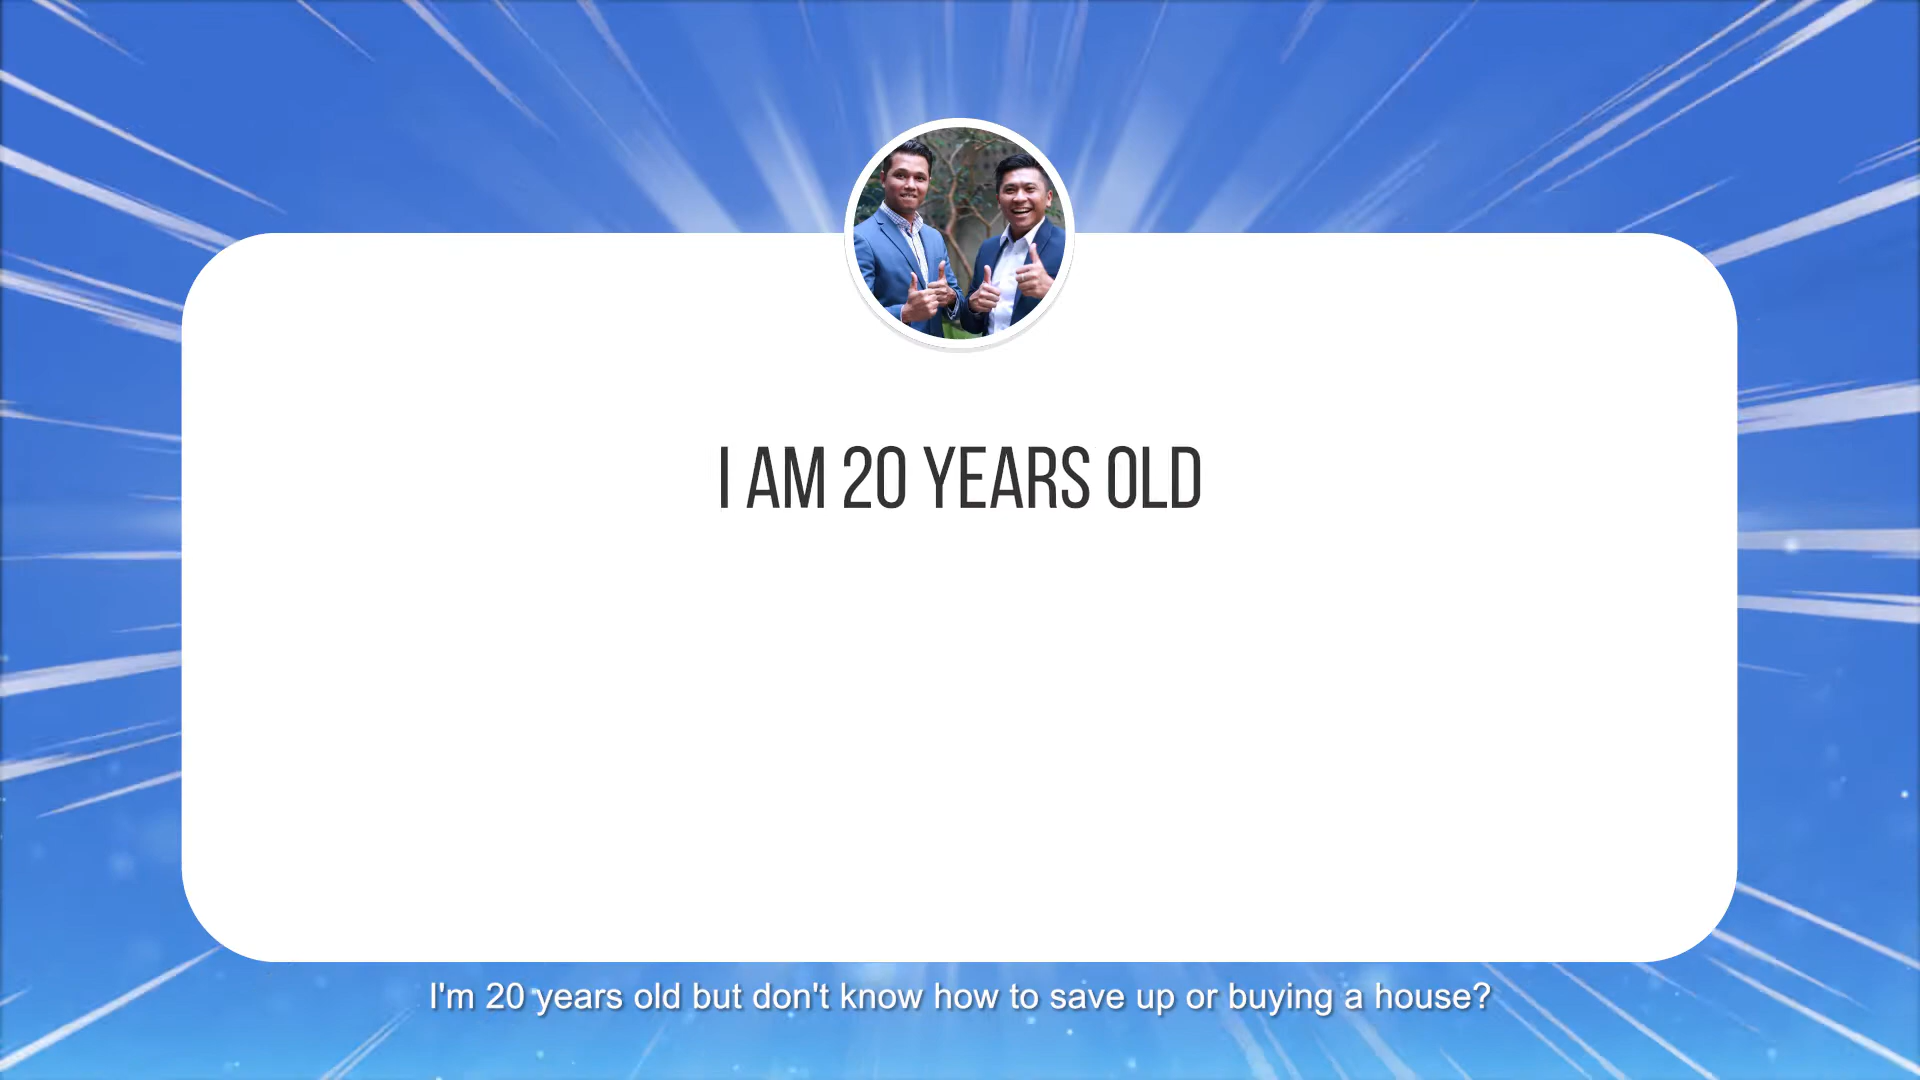 I AM 20 YEARS OLD
I'm 20 years old but don't know how to save up or buying a house?